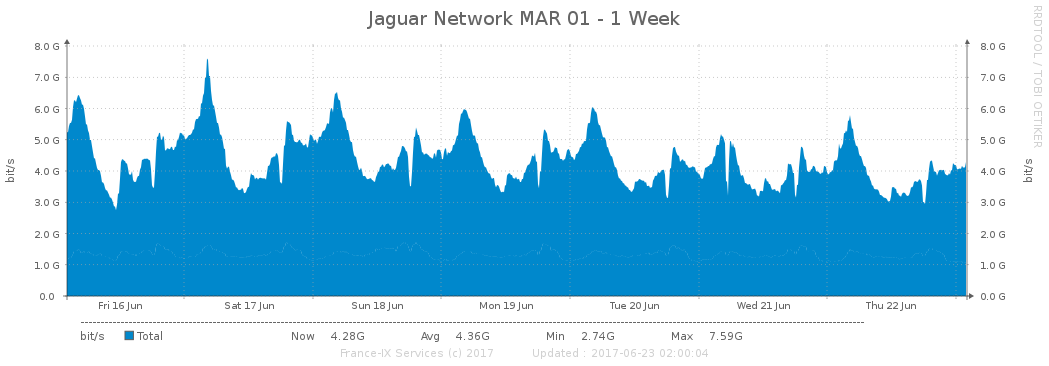 Jaguar Network MAR 01 - 1 Week
RRDTOOL / TOBI OETIKER
bit/s
bit/s
8.0 G 8.0 G
7.0 G 7.0 G
6.0 G 6.0 G
5.0 G 5.0 G
4.0 G 4.0 G
3.0 G 3.0 G
2.0 G 2.0 G
1.0 G 1.0 G
0.0 0.0 G
Fri 16 Jun Sat 17 Jun Sun 18 Jun Mon 19 Jun Tue 20 Jun Wed 21 Jun Thu 22 Jun
bit/s Total Now 4.28G Avg 4.36G Min 2.74G Max 7.59G
France-IX Services (c) 2017 Updated : 2017-06-23 02:00:04